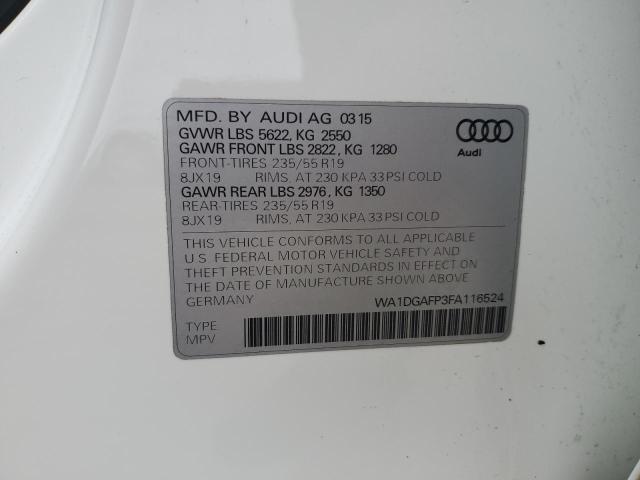 MFD. BY AUDI AG 03 15
GVWR LBS 5622, KG 2550
GAWR FRONT LBS 2822, KG 1280
FRONT-TIRES 235/55 R19
8JX19 RIMS, AT 230 KPA 33 PSI COLD
GAWR REAR LBS 2976, KG 1350
REAR-TIRES 235/55 R19
8JX19 RIMS, AT 230 KPA 33 PSI COLD
Audi
THIS VEHICLE CONFORMS TO ALL APPLICABLE
U.S FEDERAL MOTOR VEHICLE SAFETY AND
THEFT PREVENTION STANDARDS IN EFFECT ON
THE DATE OF MANUFACTURE SHOWN ABOVE.
GERMANY
WA1DGAFP3FA116524
TYPE
MPV